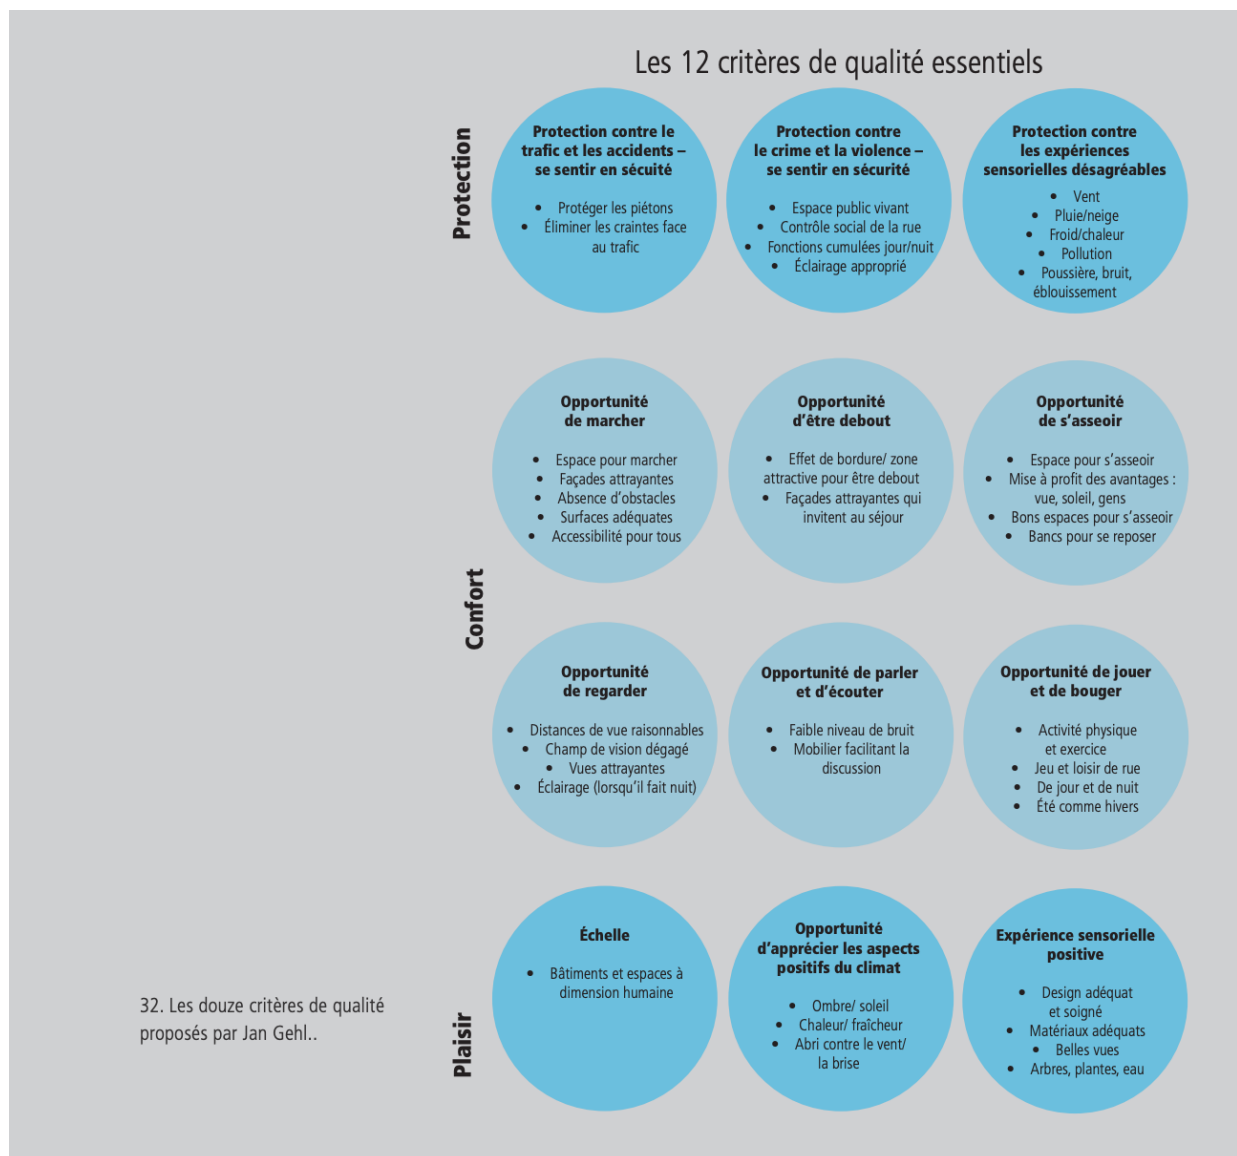 Les 12 critères de qualité essentiels
Protection
Protection contre le
trafic et les accidents –
se sentir en sécuité
• Protéger les piétons
• Éliminer les craintes face
au trafic
Protection contre
le crime et la violence –
se sentir en sécurité
• Espace public vivant
• Contrôle social de la rue
• Fonctions cumulées jour/nuit
• Éclairage approprié
Protection contre
les expériences
sensorielles désagréables
• Vent
• Pluie/neige
• Froid/chaleur
• Pollution
• Poussière, bruit,
éblouissement
Confort
Opportunité
de marcher
• Espace pour marcher
• Façades attrayantes
• Absence d’obstacles
• Surfaces adéquates
• Accessibilité pour tous
Opportunité
d’être debout
• Effet de bordure/ zone
attractive pour être debout
• Façades attrayantes qui
invitent au séjour
Opportunité
de s’asseoir
• Espace pour s’asseoir
• Mise à profit des avantages :
vue, soleil, gens
• Bons espaces pour s’asseoir
• Bancs pour se reposer
Opportunité
de regarder
• Distances de vue raisonnables
• Champ de vision dégagé
• Vues attrayantes
• Éclairage (lorsqu’il fait nuit)
Opportunité de parler
et d’écouter
• Faible niveau de bruit
• Mobilier facilitant la
discussion
Opportunité de jouer
et de bouger
• Activité physique
et exercice
• Jeu et loisir de rue
• De jour et de nuit
• Été comme hivers
Plaisir
Échelle
• Bâtiments et espaces à
dimension humaine
Opportunité
d’apprécier les aspects
positifs du climat
• Ombre/ soleil
• Chaleur/ fraîcheur
• Abri contre le vent/
la brise
Expérience sensorielle
positive
• Design adéquat
et soigné
• Matériaux adéquats
• Belles vues
• Arbres, plantes, eau
32. Les douze critères de qualité
proposés par Jan Gehl..